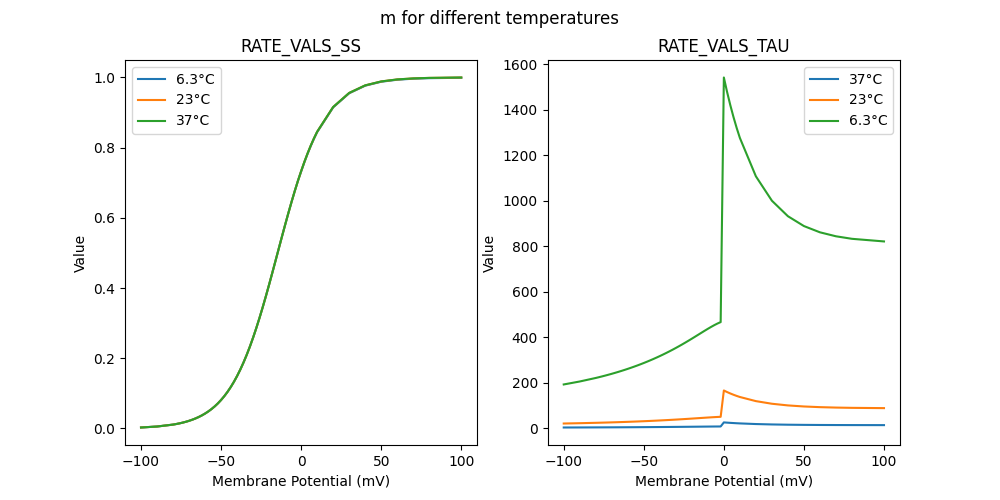 m for different temperatures
RATE_VALS_SS
RATE_VALS_TAU
6.3°C
23°C
37°C
37°C
23°C
6.3°C
Value
1.0
0.8
0.6
0.4
0.2
0.0
−100
−50
0
50
100
Membrane Potential (mV)
Value
1600
1400
1200
1000
800
600
400
200
0
−100
−50
0
50
100
Membrane Potential (mV)